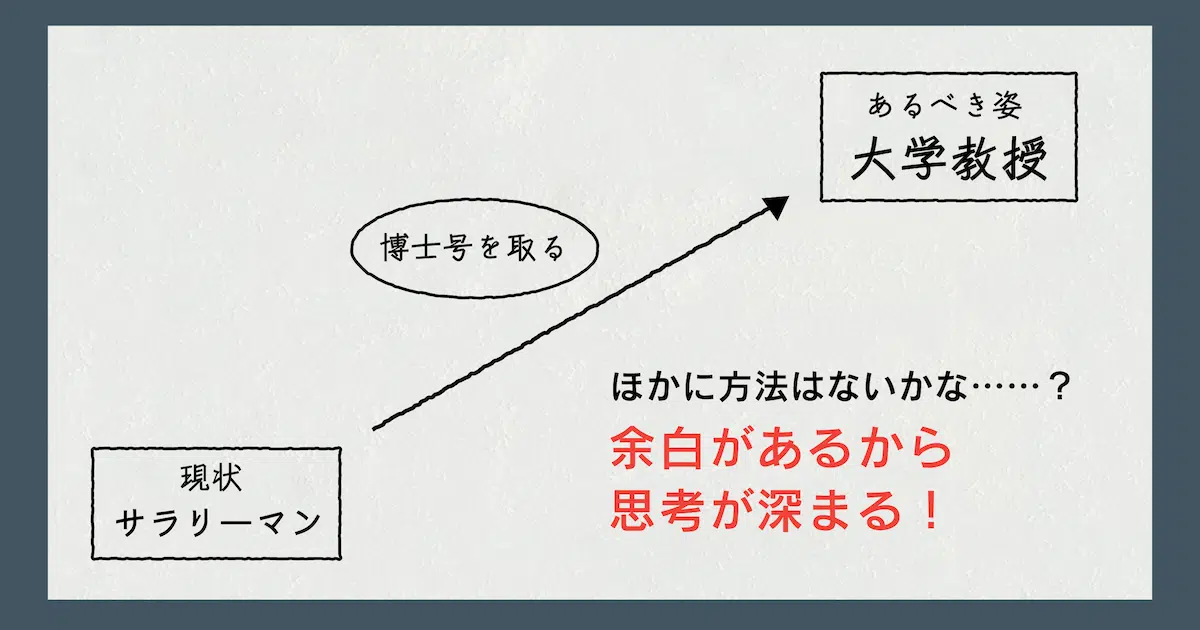 あるべき姿
大学教授
博士号を取る
ほかに方法はないかな……？
余白があるから
思考が深まる！
現状
サラリーマン